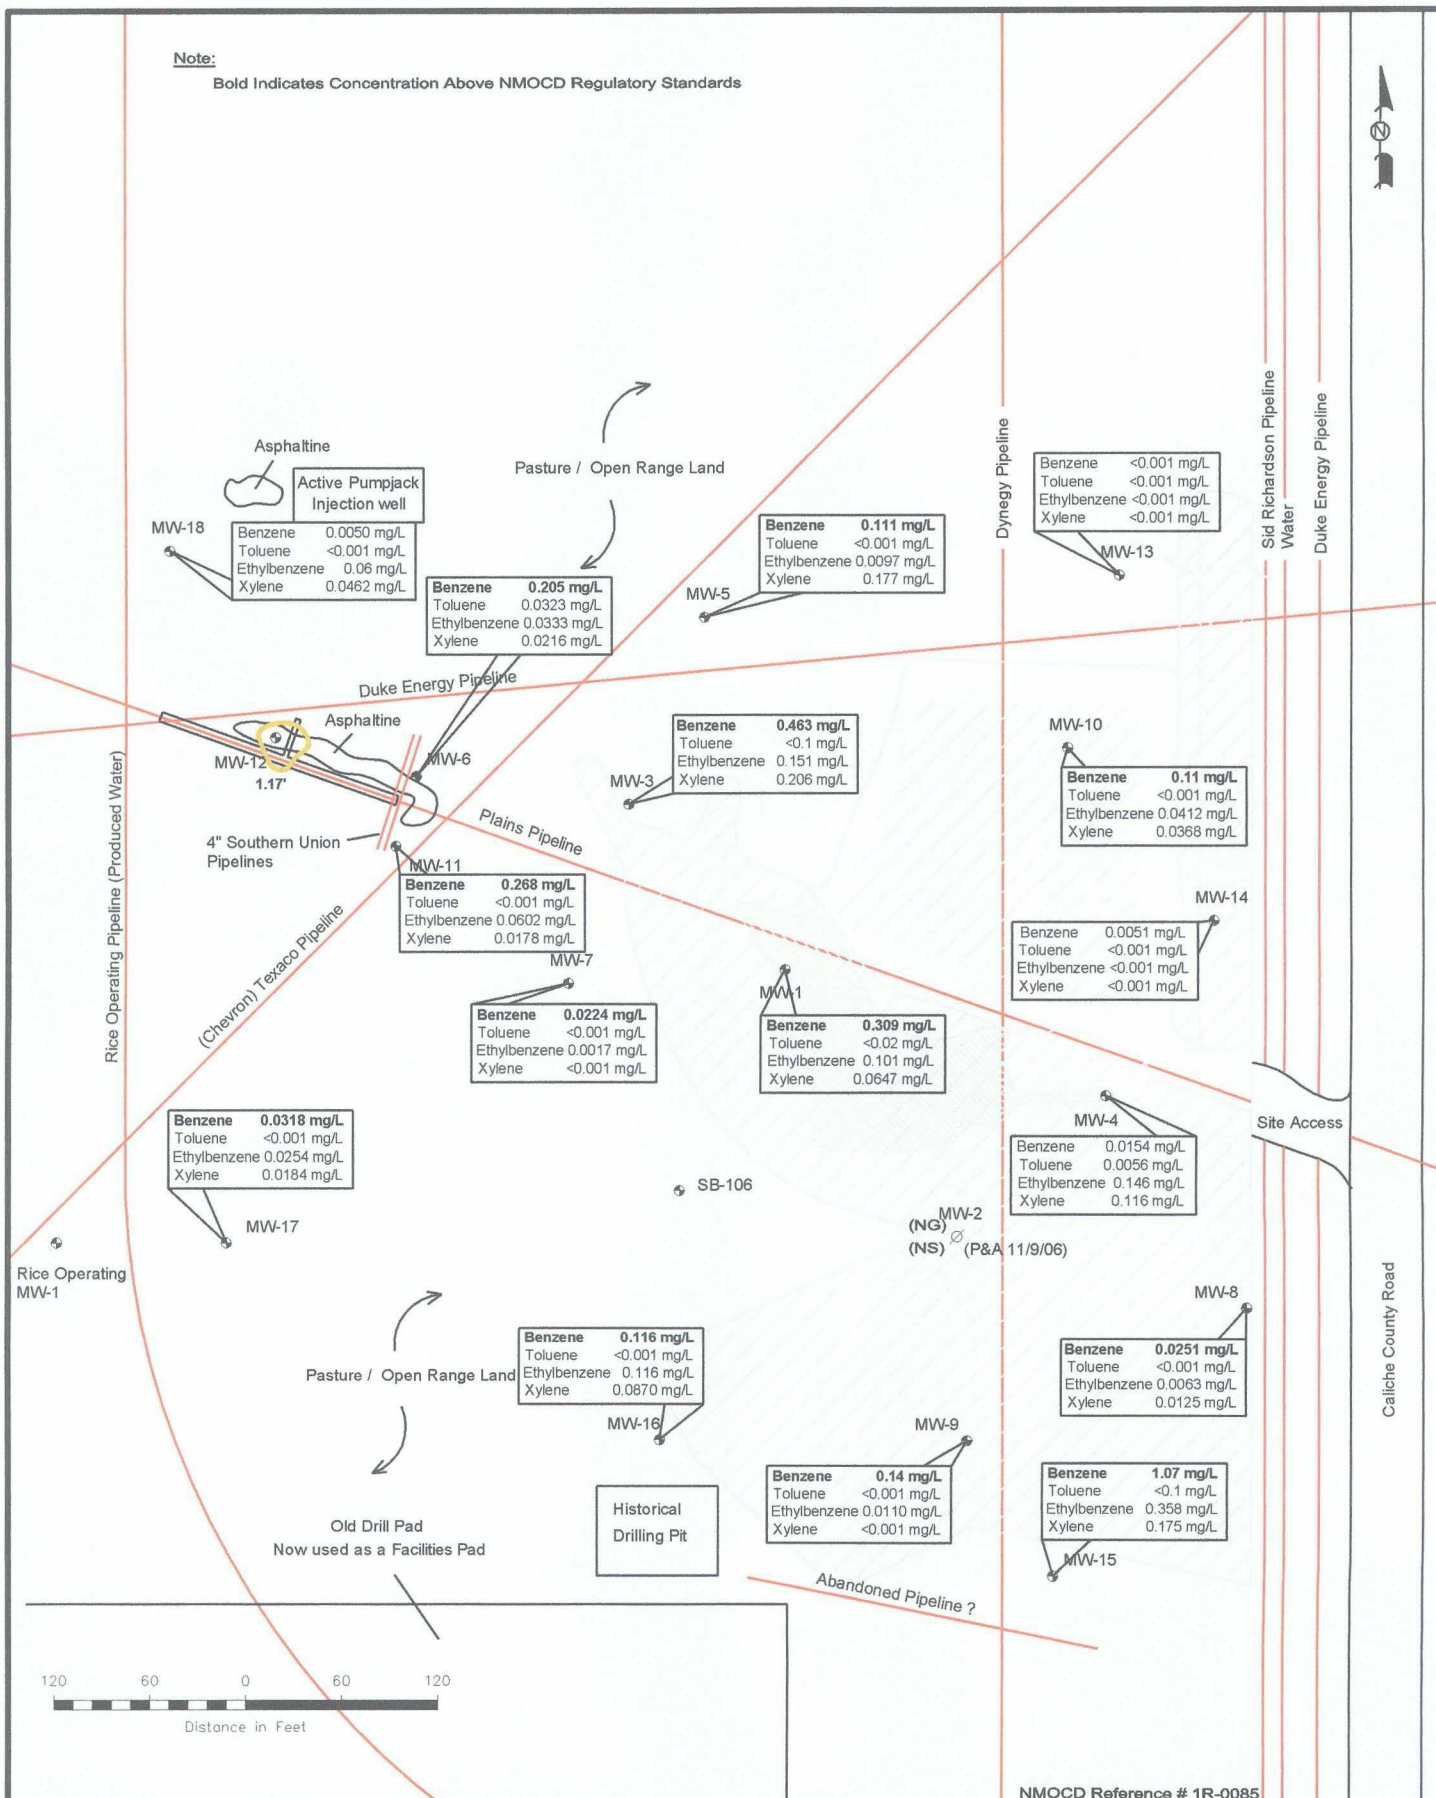 Note:
Bold Indicates Concentration Above NMOCD Regulatory Standards
N
Asphaltine
Active Pumpjack
Injection well
MW-18
Benzene 0.0050 mg/L
Toluene <0.001 mg/L
Ethylbenzene 0.06 mg/L
Xylene 0.0462 mg/L
Pasture / Open Range Land
Dynegy Pipeline
Sid Richardson Pipeline
Water
Duke Energy Pipeline
Benzene <0.001 mg/L
Toluene <0.001 mg/L
Ethylbenzene <0.001 mg/L
Xylene <0.001 mg/L
MW-13
Benzene 0.111 mg/L
Toluene <0.001 mg/L
Ethylbenzene 0.0097 mg/L
Xylene 0.177 mg/L
MW-5
Benzene 0.205 mg/L
Toluene 0.0323 mg/L
Ethylbenzene 0.0333 mg/L
Xylene 0.0216 mg/L
Duke Energy Pipeline
Asphaltine
MW-12
1.17'
MW-6
Benzene 0.463 mg/L
Toluene <0.1 mg/L
Ethylbenzene 0.151 mg/L
Xylene 0.206 mg/L
MW-3
MW-10
Benzene 0.11 mg/L
Toluene <0.001 mg/L
Ethylbenzene 0.0412 mg/L
Xylene 0.0368 mg/L
Plains Pipeline
4" Southern Union
Pipelines
MW-11
Benzene 0.268 mg/L
Toluene <0.001 mg/L
Ethylbenzene 0.0602 mg/L
Xylene 0.0178 mg/L
Rice Operating Pipeline (Produced Water)
(Chevron) Texaco Pipeline
MW-14
Benzene 0.0051 mg/L
Toluene <0.001 mg/L
Ethylbenzene <0.001 mg/L
Xylene <0.001 mg/L
MW-7
Benzene 0.0224 mg/L
Toluene <0.001 mg/L
Ethylbenzene 0.0017 mg/L
Xylene <0.001 mg/L
MW-1
Benzene 0.309 mg/L
Toluene <0.02 mg/L
Ethylbenzene 0.101 mg/L
Xylene 0.0647 mg/L
Site Access
MW-4
Benzene 0.0154 mg/L
Toluene 0.0056 mg/L
Ethylbenzene 0.146 mg/L
Xylene 0.116 mg/L
Benzene 0.0318 mg/L
Toluene <0.001 mg/L
Ethylbenzene 0.0254 mg/L
Xylene 0.0184 mg/L
MW-17
SB-106
MW-2
(NG)
(NS) (P&A 11/9/06)
Rice Operating
MW-1
MW-8
Benzene 0.0251 mg/L
Toluene <0.001 mg/L
Ethylbenzene 0.0063 mg/L
Xylene 0.0125 mg/L
Caliche County Road
Pasture / Open Range Land
Benzene 0.116 mg/L
Toluene <0.001 mg/L
Ethylbenzene 0.116 mg/L
Xylene 0.0870 mg/L
MW-16
MW-9
Benzene 0.14 mg/L
Toluene <0.001 mg/L
Ethylbenzene 0.0110 mg/L
Xylene <0.001 mg/L
Benzene 1.07 mg/L
Toluene <0.1 mg/L
Ethylbenzene 0.358 mg/L
Xylene 0.175 mg/L
MW-15
Historical
Drilling Pit
Old Drill Pad
Now used as a Facilities Pad
Abandoned Pipeline ?
120 60 0 60 120
Distance in Feet
NMOCD Reference # 1R-0085